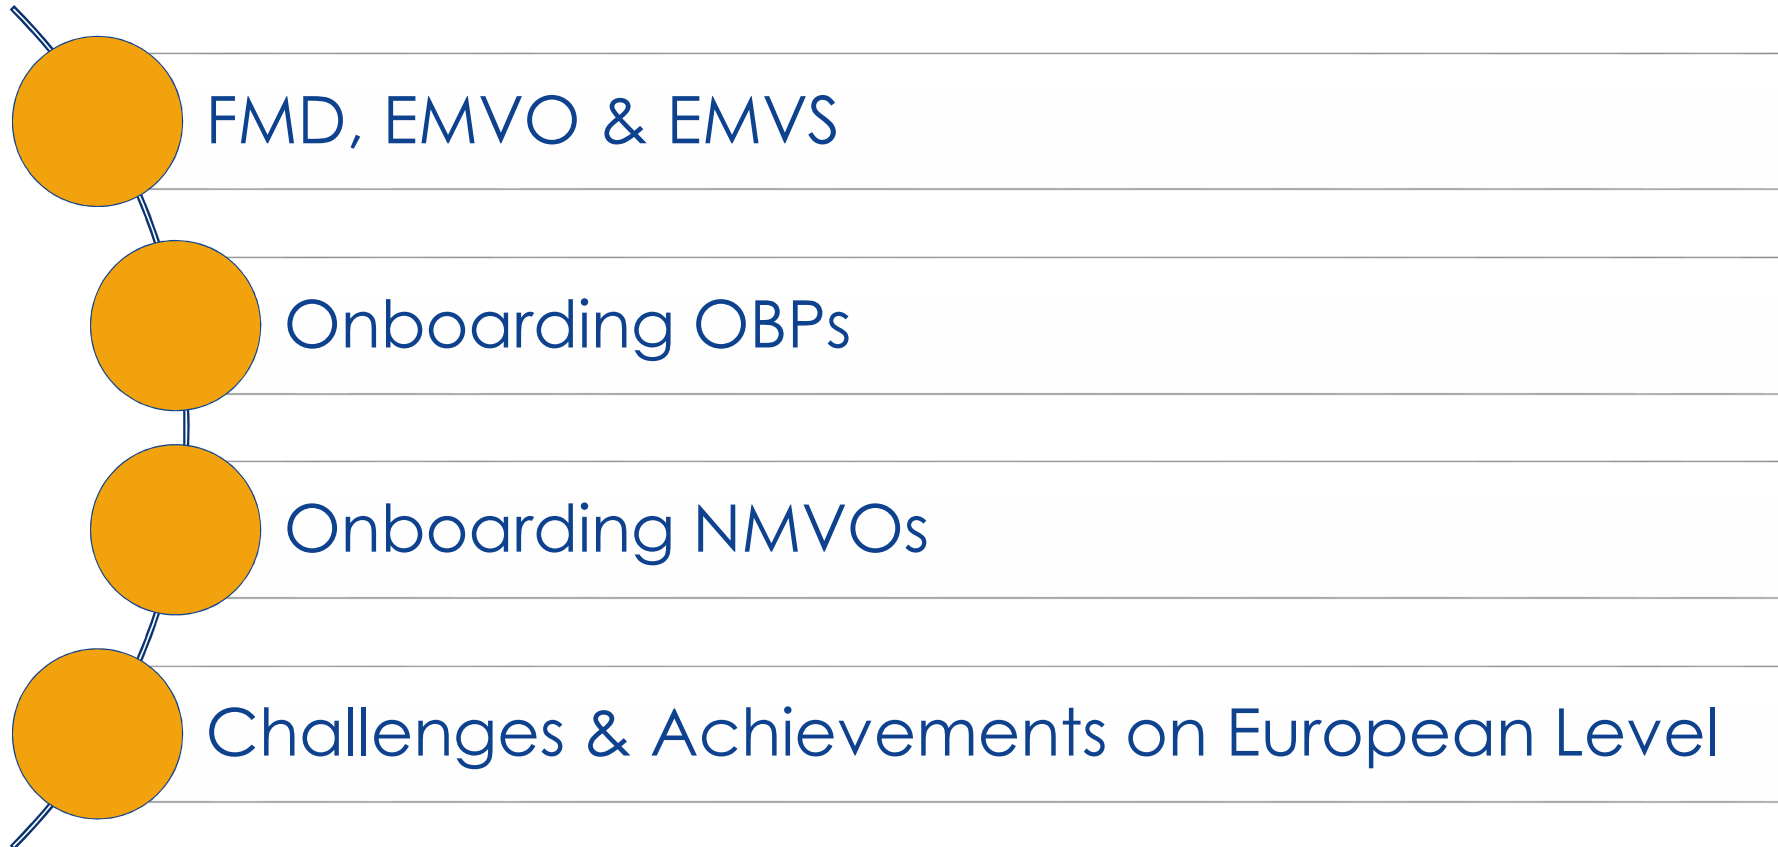 FMD, EMVO & EMVS
Onboarding OBPs
Onboarding NMVOs
Challenges & Achievements on European Level